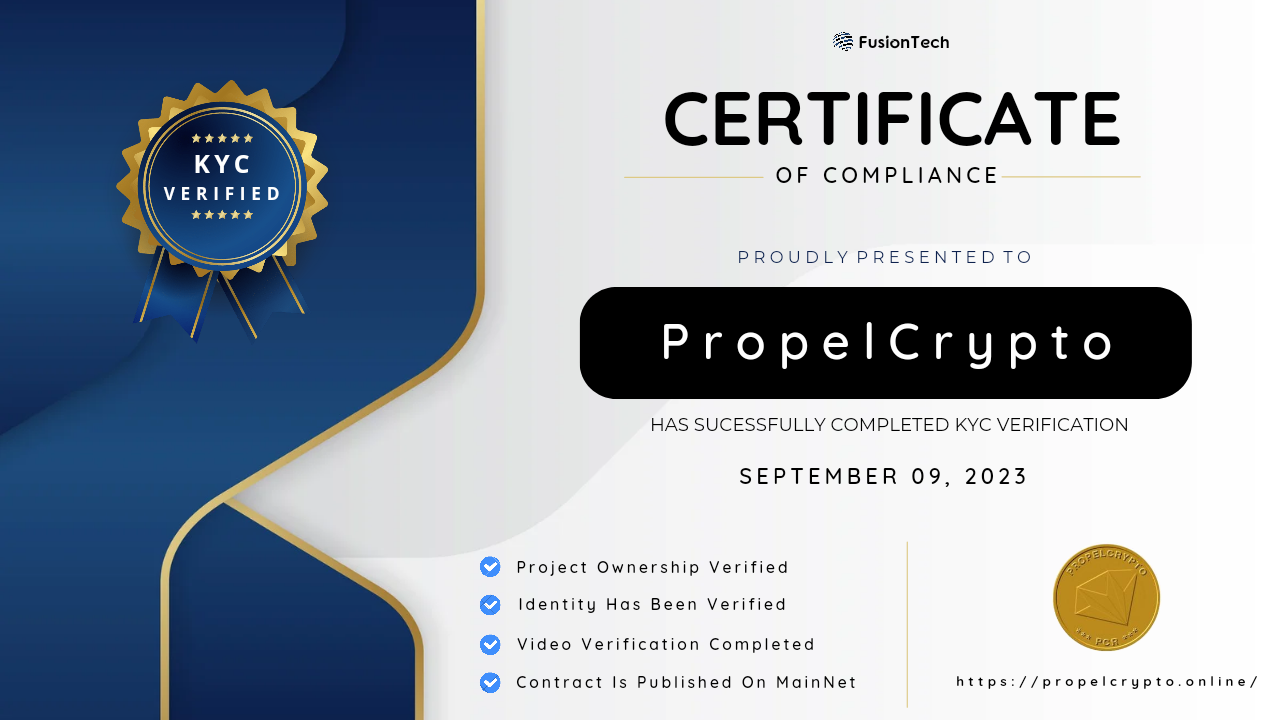 FusionTech
CERTIFICATE
OF COMPLIANCE
KYC
VERIFIED
PROUDLY PRESENTED TO
PropelCrypto
HAS SUCESSFULLY COMPLETED KYC VERIFICATION
SEPTEMBER 09, 2023
Project Ownership Verified
Identity Has Been Verified
Video Verification Completed
Contract Is Published On MainNet
PROPELCRYPTO
*** PCR ***
https://propelcrypto.online/